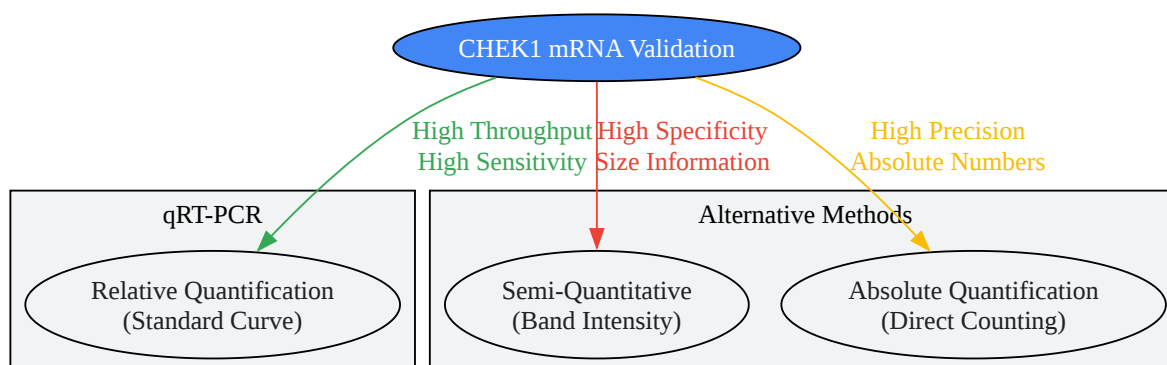 CHEK1 mRNA Validation
High Throughput
High Sensitivity
High Specificity
Size Information
High Precision
Absolute Numbers
qRT-PCR
Relative Quantification
(Standard Curve)
Alternative Methods
Semi-Quantitative
(Band Intensity)
Absolute Quantification
(Direct Counting)